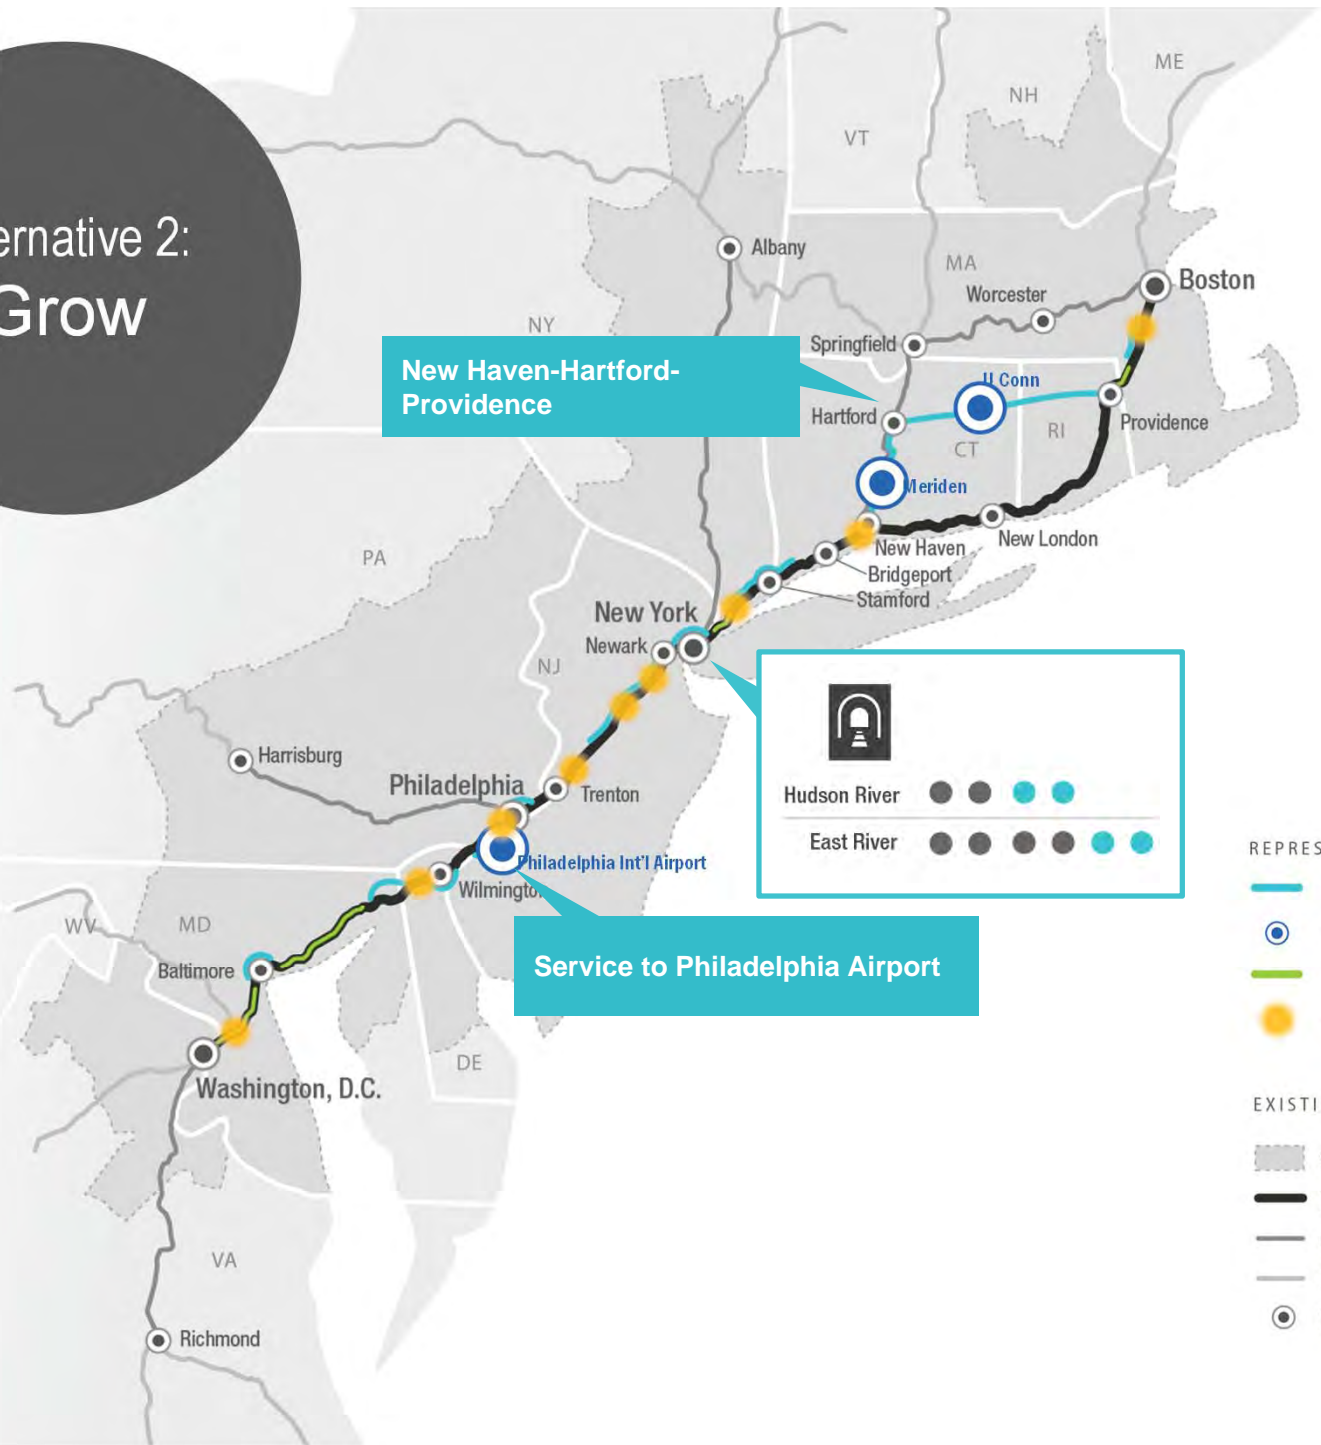 ernative 2:
Grow
ME
NH
VT
Albany
MA
Boston
Worcester
NY
Springfield
New Haven-Hartford-
Providence
U Conn
Hartford
Providence
RI
CT
Meriden
New London
New Haven
PA
Bridgeport
Stamford
New York
Newark
NJ
Harrisburg
Philadelphia
Trenton
Hudson River
East River
Philadelphia Int'l Airport
Wilmington
REPRES
WV
MD
Baltimore
Service to Philadelphia Airport
DE
Washington, D.C.
EXISTI
VA
Richmond